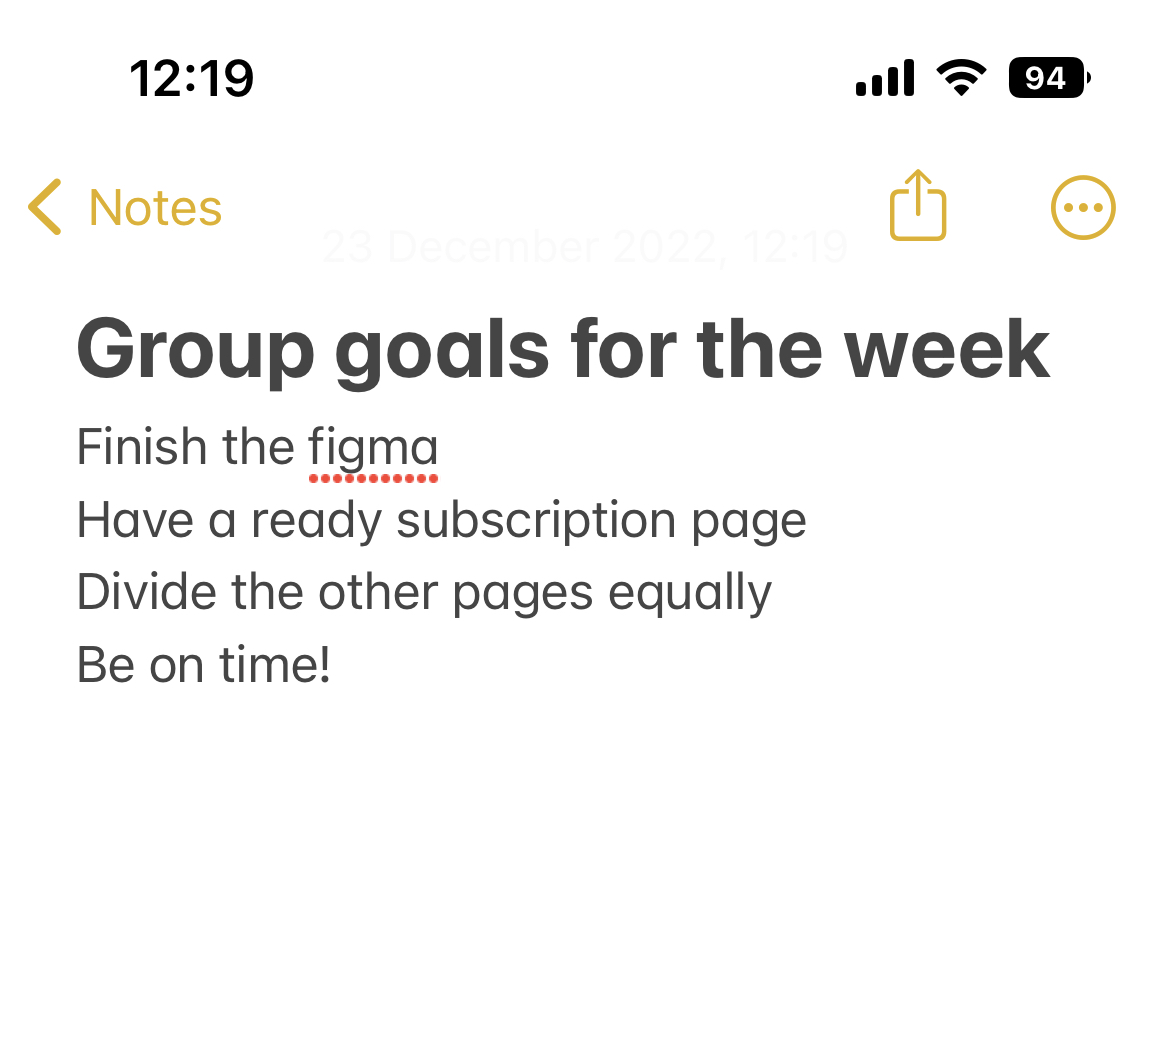 12:19
94
Notes
23 December 2022, 12:19
Group goals for the week
Finish the figma
Have a ready subscription page
Divide the other pages equally
Be on time!